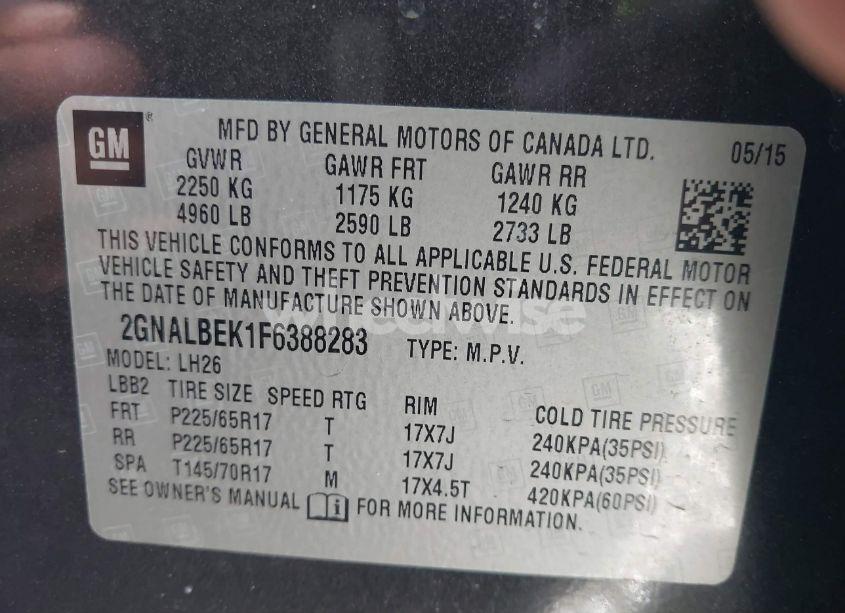 GM ®
MFD BY GENERAL MOTORS OF CANADA LTD. 05/15
GVWR GAWR FRT GAWR RR
2250 KG 1175 KG 1240 KG
4960 LB 2590 LB 2733 LB
THIS VEHICLE CONFORMS TO ALL APPLICABLE U.S. FEDERAL MOTOR
VEHICLE SAFETY AND THEFT PREVENTION STANDARDS IN EFFECT ON
THE DATE OF MANUFACTURE SHOWN ABOVE.
2GNALBEK1F6388283 TYPE: M.P.V.
MODEL: LH26
LBB2 TIRE SIZE SPEED RTG RIM COLD TIRE PRESSURE
FRT P225/65R17 T 17X7J 240KPA(35PSI)
RR P225/65R17 T 17X7J 240KPA(35PSI)
SPA T145/70R17 M 17X4.5T 420KPA(60PSI)
SEE OWNER'S MANUAL i FOR MORE INFORMATION.